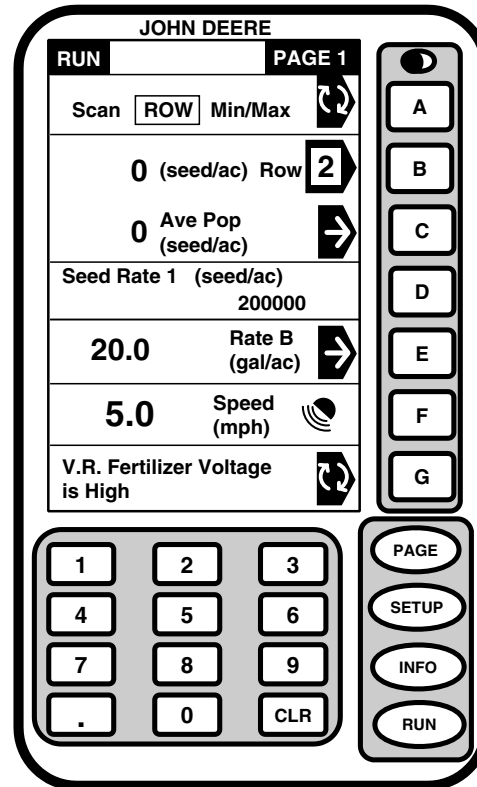 JOHN DEERE
RUN PAGE 1
Scan ROW Min/Max
0 (seed/ac) Row 2
0 Ave Pop
(seed/ac)
Seed Rate 1 (seed/ac)
200000
20.0 Rate B
(gal/ac)
5.0 Speed
(mph)
V.R. Fertilizer Voltage
is High
A
B
C
D
E
F
G
1 2 3
4 5 6
7 8 9
. 0 CLR
PAGE
SETUP
INFO
RUN